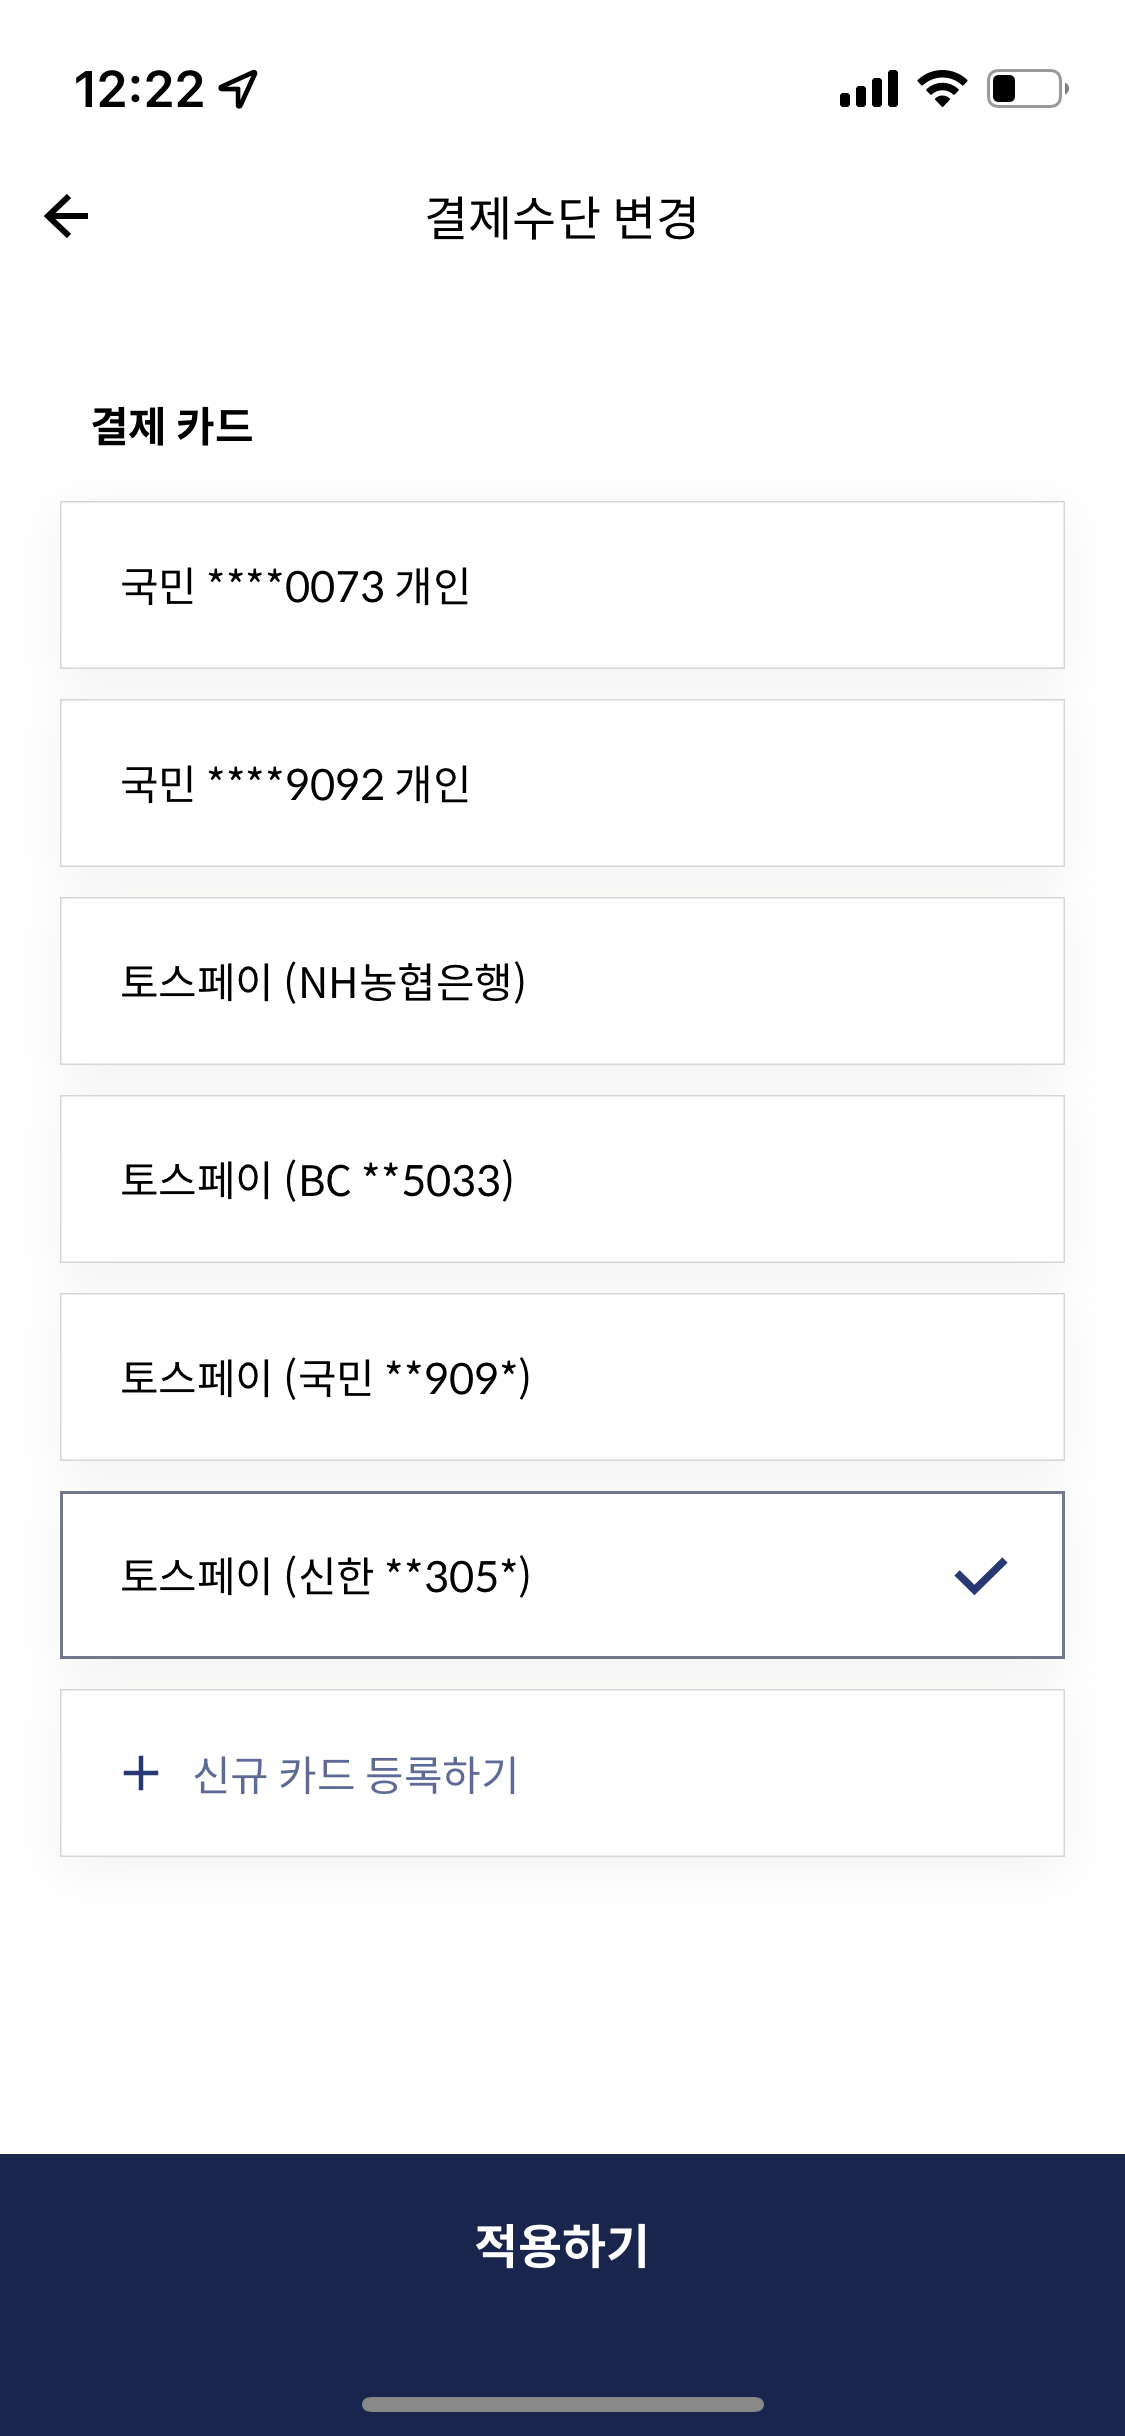 12:22
결제수단 변경
결제 카드
국민 ****0073 개인
국민 ****9092 개인
토스페이 (NH농협은행)
토스페이 (BC **5033)
토스페이 (국민 **909*)
토스페이 (신한 **305*)
+ 신규 카드 등록하기
적용하기